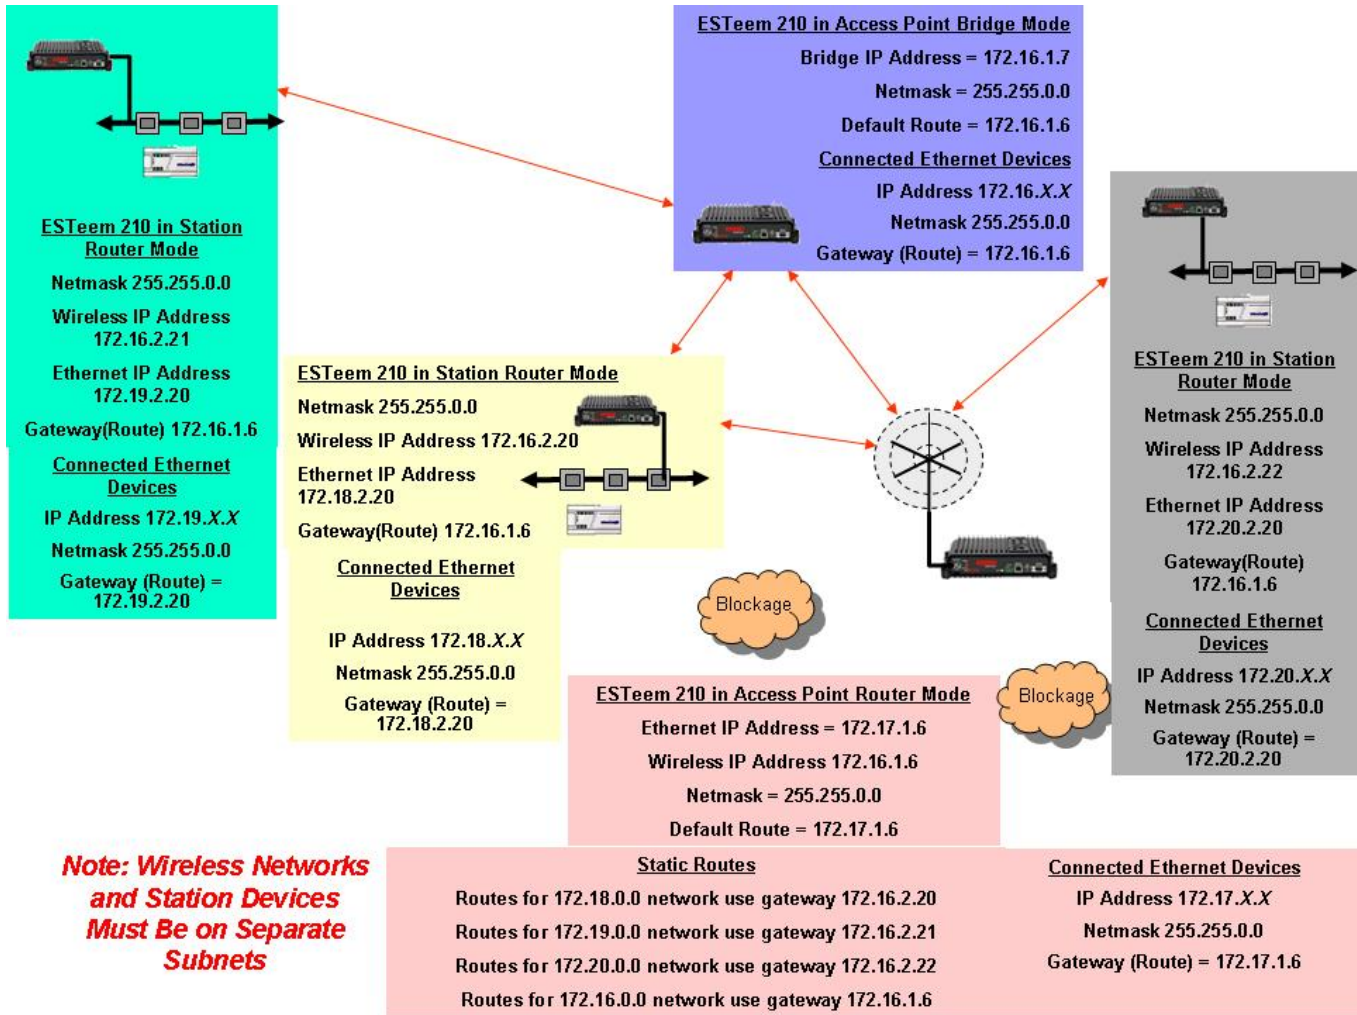 ESTeem 210 in Station
Router Mode
Netmask 255.255.0.0
Wireless IP Address
172.16.2.21
Ethernet IP Address
172.19.2.20
Gateway(Route) 172.16.1.6
Connected Ethernet
Devices
IP Address 172.19.X.X
Netmask 255.255.0.0
Gateway (Route) =
172.19.2.20
ESTeem 210 in Access Point Bridge Mode
Bridge IP Address = 172.16.1.7
Netmask = 255.255.0.0
Default Route = 172.16.1.6
Connected Ethernet Devices
IP Address 172.16.X.X
Netmask 255.255.0.0
Gateway (Route) = 172.16.1.6
ESTeem 210 in Station Router Mode
Netmask 255.255.0.0
Wireless IP Address 172.16.2.20
Ethernet IP Address
172.18.2.20
Gateway(Route) 172.16.1.6
Connected Ethernet
Devices
IP Address 172.18.X.X
Netmask 255.255.0.0
Gateway (Route) =
172.18.2.20
ESTeem 210 in Station
Router Mode
Netmask 255.255.0.0
Wireless IP Address
172.16.2.22
Ethernet IP Address
172.20.2.20
Gateway(Route)
172.16.1.6
Connected Ethernet
Devices
IP Address 172.20.X.X
Netmask 255.255.0.0
Gateway (Route) =
172.20.2.20
Blockage
Blockage
ESTeem 210 in Access Point Router Mode
Ethernet IP Address = 172.17.1.6
Wireless IP Address 172.16.1.6
Netmask = 255.255.0.0
Default Route = 172.17.1.6
Note: Wireless Networks
and Station Devices
Must Be on Separate
Subnets
Static Routes
Routes for 172.18.0.0 network use gateway 172.16.2.20
Routes for 172.19.0.0 network use gateway 172.16.2.21
Routes for 172.20.0.0 network use gateway 172.16.2.22
Routes for 172.16.0.0 network use gateway 172.16.1.6
Connected Ethernet Devices
IP Address 172.17.X.X
Netmask 255.255.0.0
Gateway (Route) = 172.17.1.6